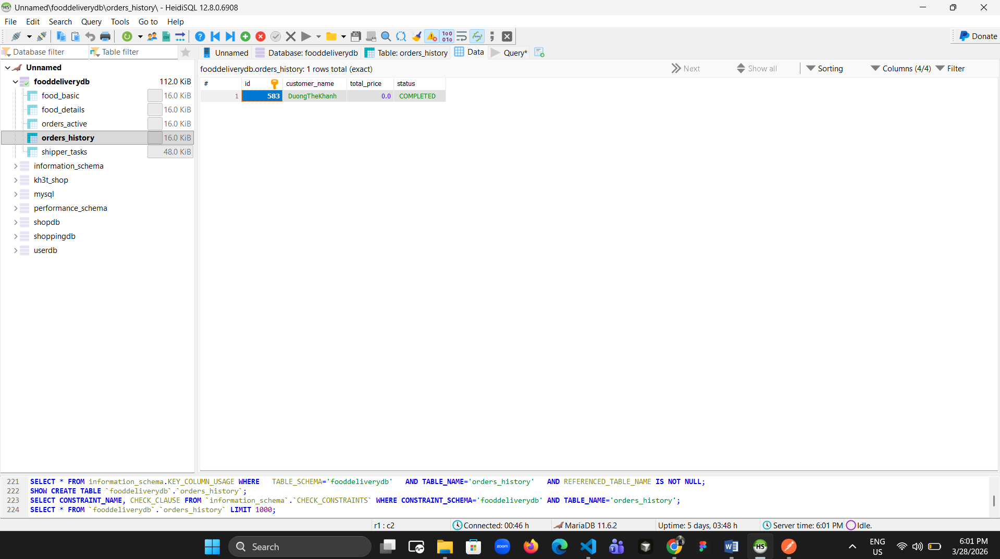 Unnamed\fooddeliverydb\orders_history\ - HeidiSQL 12.8.0.6908
File Edit Search Query Tools Go to Help
Donate
Database filter Table filter
Unnamed Database: fooddeliverydb Table: orders_history Data Query*
Unnamed
fooddeliverydb 112.0 KiB
food_basic 16.0 KiB
food_details 16.0 KiB
orders_active 16.0 KiB
orders_history 16.0 KiB
shipper_tasks 48.0 KiB
information_schema
kh3t_shop
mysql
performance_schema
shopdb
shoppingdb
userdb
fooddeliverydb.orders_history: 1 rows total (exact) Next Show all Sorting Columns (4/4) Filter
# id customer_name total_price status
1 583 DuongTheKhanh 0.0 COMPLETED
221 SELECT * FROM information_schema.KEY_COLUMN_USAGE WHERE TABLE_SCHEMA='fooddeliverydb' AND TABLE_NAME='orders_history' AND REFERENCED_TABLE_NAME IS NOT NULL;
222 SHOW CREATE TABLE `fooddeliverydb`.`orders_history`;
223 SELECT CONSTRAINT_NAME, CHECK_CLAUSE FROM `information_schema`.`CHECK_CONSTRAINTS` WHERE CONSTRAINT_SCHEMA='fooddeliverydb' AND TABLE_NAME='orders_history';
224 SELECT * FROM `fooddeliverydb`.`orders_history` LIMIT 1000;
r1 : c2 Connected: 00:46 h MariaDB 11.6.2 Uptime: 5 days, 03:48 h Server time: 6:01 PM Idle.
Search
zoom
HS
ENG
US
6:01 PM
3/28/2026